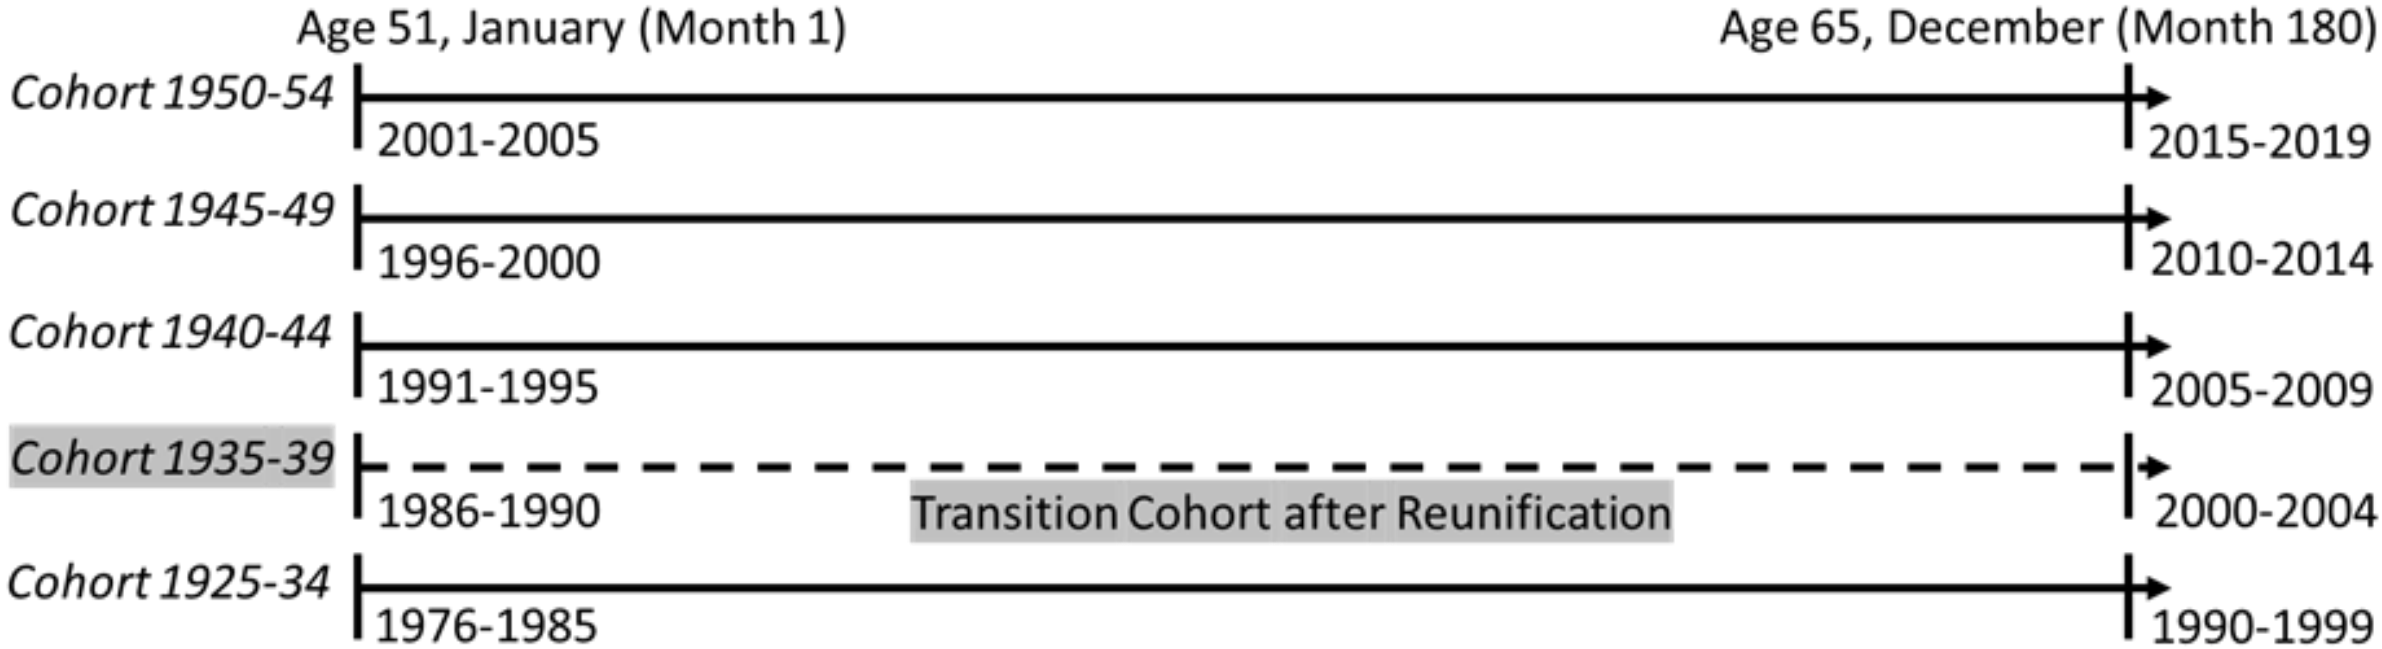 Age 51, January (Month 1)
Age 65, December (Month 180)
Cohort 1950-54
2001-2005
2015-2019
Cohort 1945-49
1996-2000
2010-2014
Cohort 1940-44
1991-1995
2005-2009
Cohort 1935-39
1986-1990
Transition Cohort after Reunification
2000-2004
Cohort 1925-34
1976-1985
1990-1999